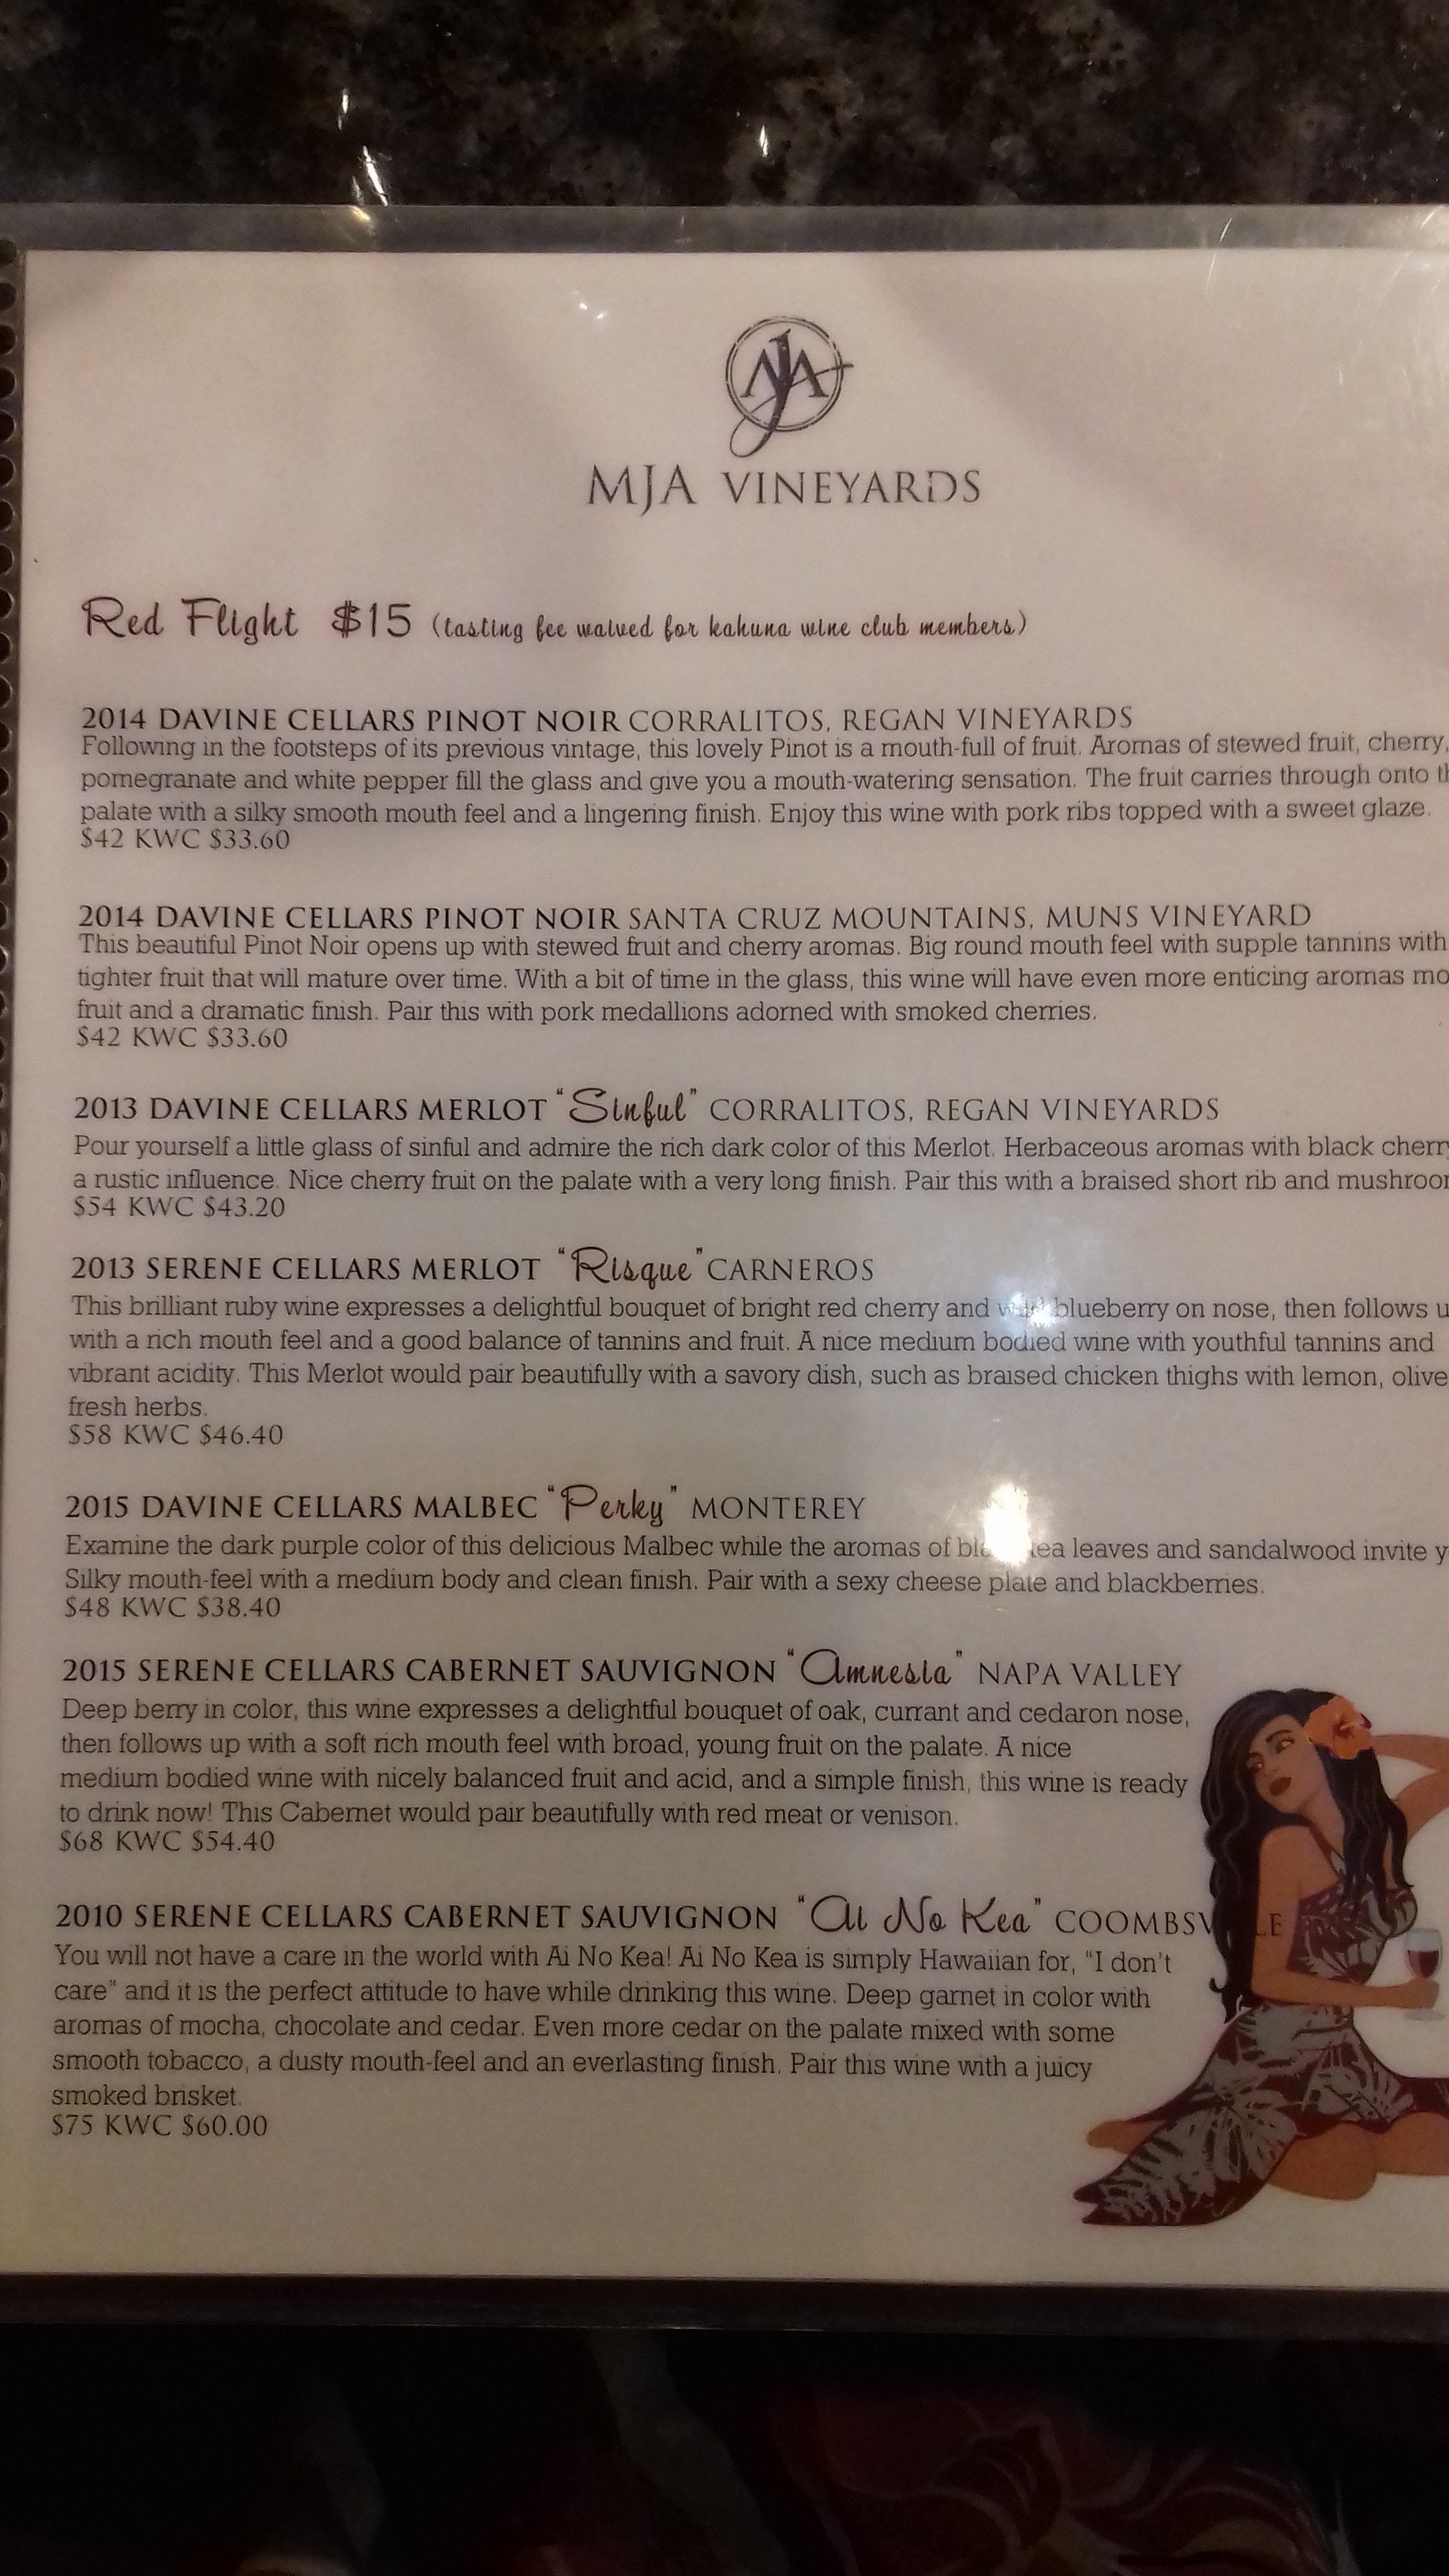 MJA
MJA VINEYARDS
Red Flight $15 (tasting fee waived for kahuna wine club members)
2014 DAVINE CELLARS PINOT NOIR CORRALITOS, REGAN VINEYARDS
Following in the footsteps of its previous vintage, this lovely Pinot is a mouth-full of fruit. Aromas of stewed fruit, cherry,
pomegranate and white pepper fill the glass and give you a mouth-watering sensation. The fruit carries through onto
palate with a silky smooth mouth feel and a lingering finish. Enjoy this wine with pork ribs topped with a sweet glaze.
$42 KWC $33.60
2014 DAVINE CELLARS PINOT NOIR SANTA CRUZ MOUNTAINS, MUNS VINEYARD
This beautiful Pinot Noir opens up with stewed fruit and cherry aromas. Big round mouth feel with supple tannins with
tighter fruit that will mature over time. With a bit of time in the glass, this wine will have even more enticing aromas
fruit and a dramatic finish. Pair this with pork medallions adorned with smoked cherries.
$42 KWC $33.60
2013 DAVINE CELLARS MERLOT "Sinful" CORRALITOS, REGAN VINEYARDS
Pour yourself a little glass of sinful and admire the rich dark color of this Merlot. Herbaceous aromas with black
a rustic influence. Nice cherry fruit on the palate with a very long finish. Pair this with a braised short rib and
$54 KWC $43.20
2013 SERENE CELLARS MERLOT "Risque" CARNEROS
This brilliant ruby wine expresses a delightful bouquet of bright red cherry and blueberry on nose, then follows
with a rich mouth feel and a good balance of tannins and fruit. A nice medium bodied wine with youthful tannins and
vibrant acidity. This Merlot would pair beautifully with a savory dish, such as braised chicken thighs with lemon, olive
fresh herbs.
$58 KWC $46.40
2015 DAVINE CELLARS MALBEC "Perky" MONTEREY
Examine the dark purple color of this delicious Malbec while the aromas of leaves and sandalwood invite
Silky mouth-feel with a medium body and clean finish. Pair with a sexy cheese plate and blackberries.
$48 KWC $38.40
2015 SERENE CELLARS CABERNET SAUVIGNON "Amnesia" NAPA VALLEY
Deep berry in color, this wine expresses a delightful bouquet of oak, currant and cedaron nose,
then follows up with a soft rich mouth feel with broad, young fruit on the palate. A nice
medium bodied wine with nicely balanced fruit and acid, and a simple finish, this wine is ready
to drink now! This Cabernet would pair beautifully with red meat or venison.
$68 KWC $54.40
2010 SERENE CELLARS CABERNET SAUVIGNON "Ai No Kea"
You will not have a care in the world with Ai No Kea! Ai No Kea is simply Hawaiian for, "I don't
care" and it is the perfect attitude to have while drinking this wine. Deep garnet in color with
aromas of mocha, chocolate and cedar. Even more cedar on the palate mixed with some
smooth tobacco, a dusty mouth-feel and an everlasting finish. Pair this wine with a juicy
smoked brisket.
$75 KWC $60.00